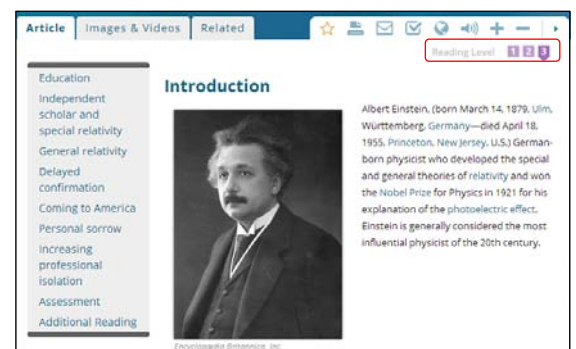 Article Images & Videos Related
Reading Level 1 2 3
Education
Independent
scholar and
special relativity
General relativity
Delayed
confirmation
Coming to America
Personal sorrow
Increasing
professional
isolation
Assessment
Additional Reading
Introduction
Albert Einstein, (born March 14, 1879, Ulm,
Württemberg, Germany—died April 18,
1955, Princeton, New Jersey, U.S.) German-
born physicist who developed the special
and general theories of relativity and won
the Nobel Prize for Physics in 1921 for his
explanation of the photoelectric effect.
Einstein is generally considered the most
influential physicist of the 20th century.
Encyclopædia Britannica, Inc.